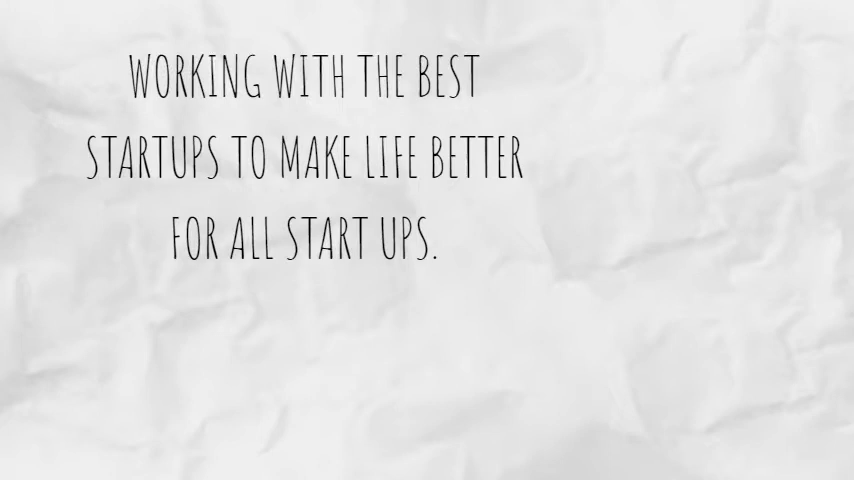 WORKING WITH THE BEST
STARTUPS TO MAKE LIFE BETTER
FOR ALL START UPS.